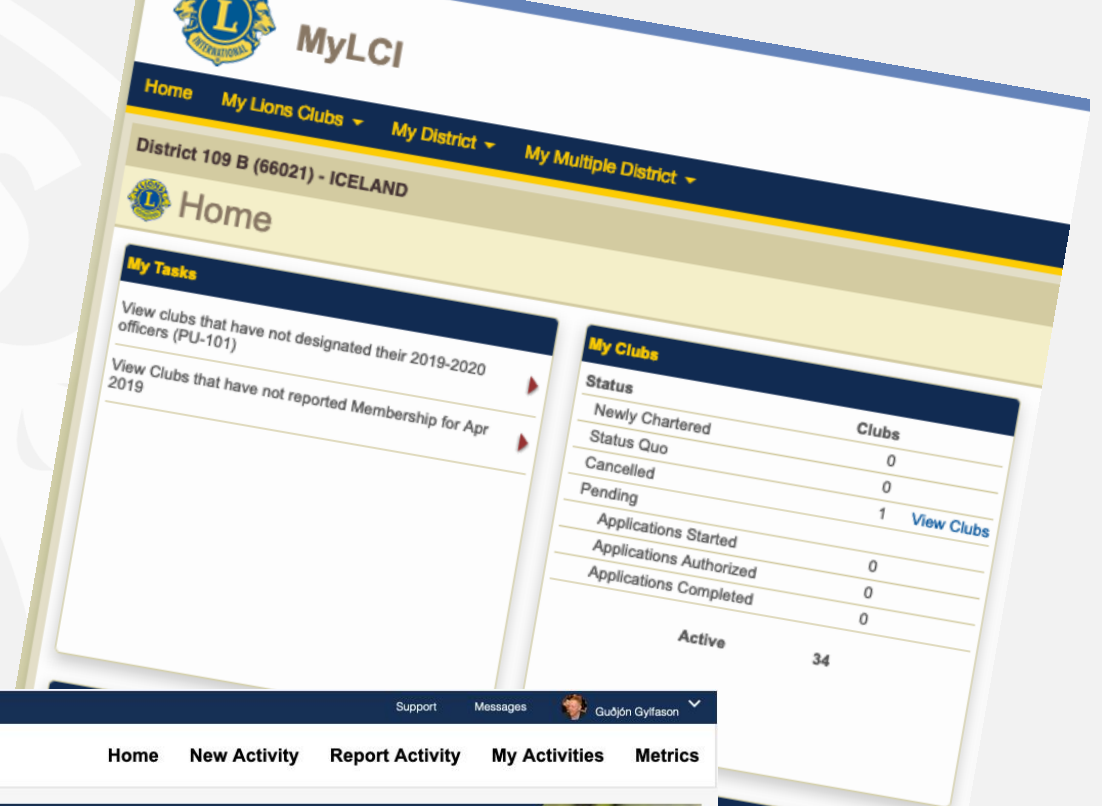 L
INTERNATIONAL
MyLCI
Home My Lions Clubs My District My Multiple District
District 109 B (66021) - ICELAND
L
Home
My Tasks
View clubs that have not designated their 2019-2020
officers (PU-101)
View Clubs that have not reported Membership for Apr
2019
My Clubs
Status Clubs
Newly Chartered 0
Status Quo 0
Cancelled 1 View Clubs
Pending
Applications Started 0
Applications Authorized 0
Applications Completed 0
Active 34
Support Messages Guðjón Gylfason
Home New Activity Report Activity My Activities Metrics